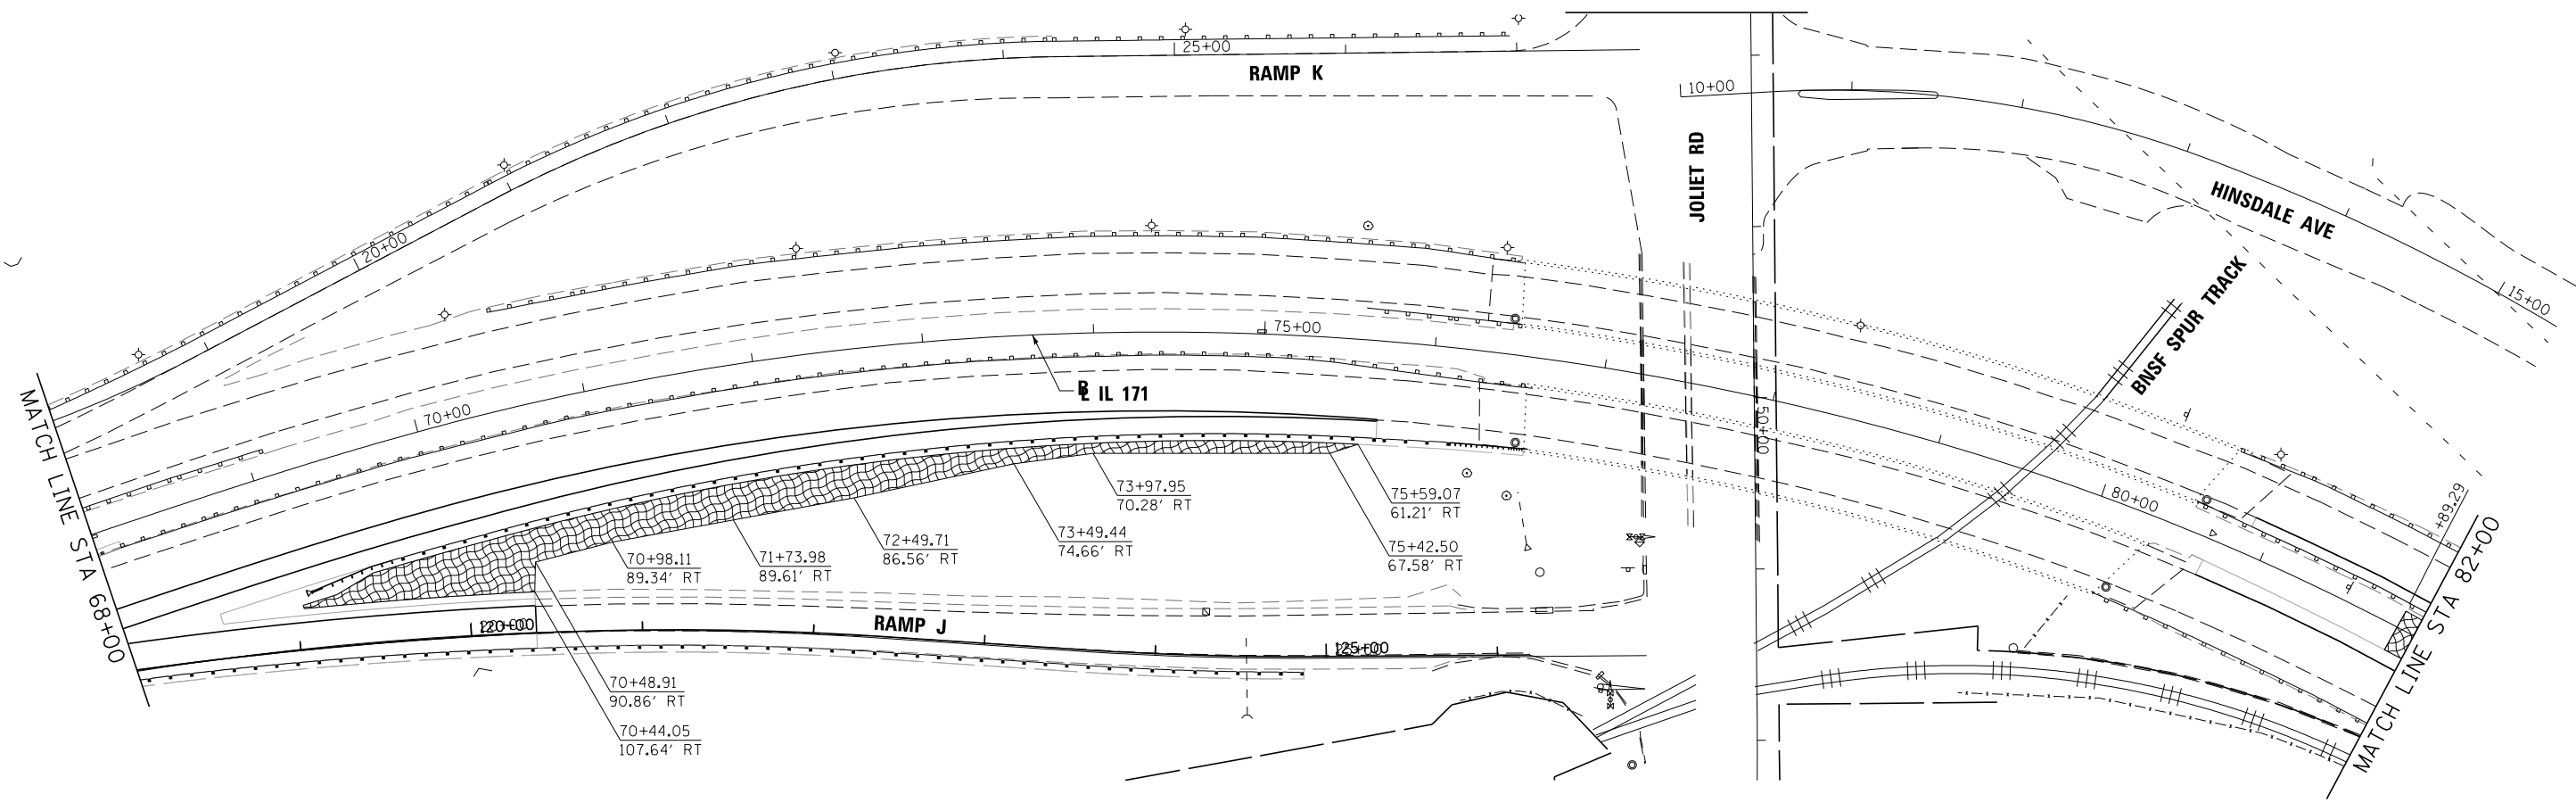 25+00
RAMP K
10+00
JOLIET RD
HINSDALE AVE
20+00
BNSF SPUR TRACK
15+00
75+00
IL 171
70+00
50+00
MATCH LINE STA 68+00
80+00
+89.29
MATCH LINE STA 82+00
73+97.95
70.28' RT
75+59.07
61.21' RT
73+49.44
74.66' RT
75+42.50
67.58' RT
72+49.71
86.56' RT
71+73.98
89.61' RT
70+98.11
89.34' RT
RAMP J
70+48.91
90.86' RT
70+44.05
107.64' RT